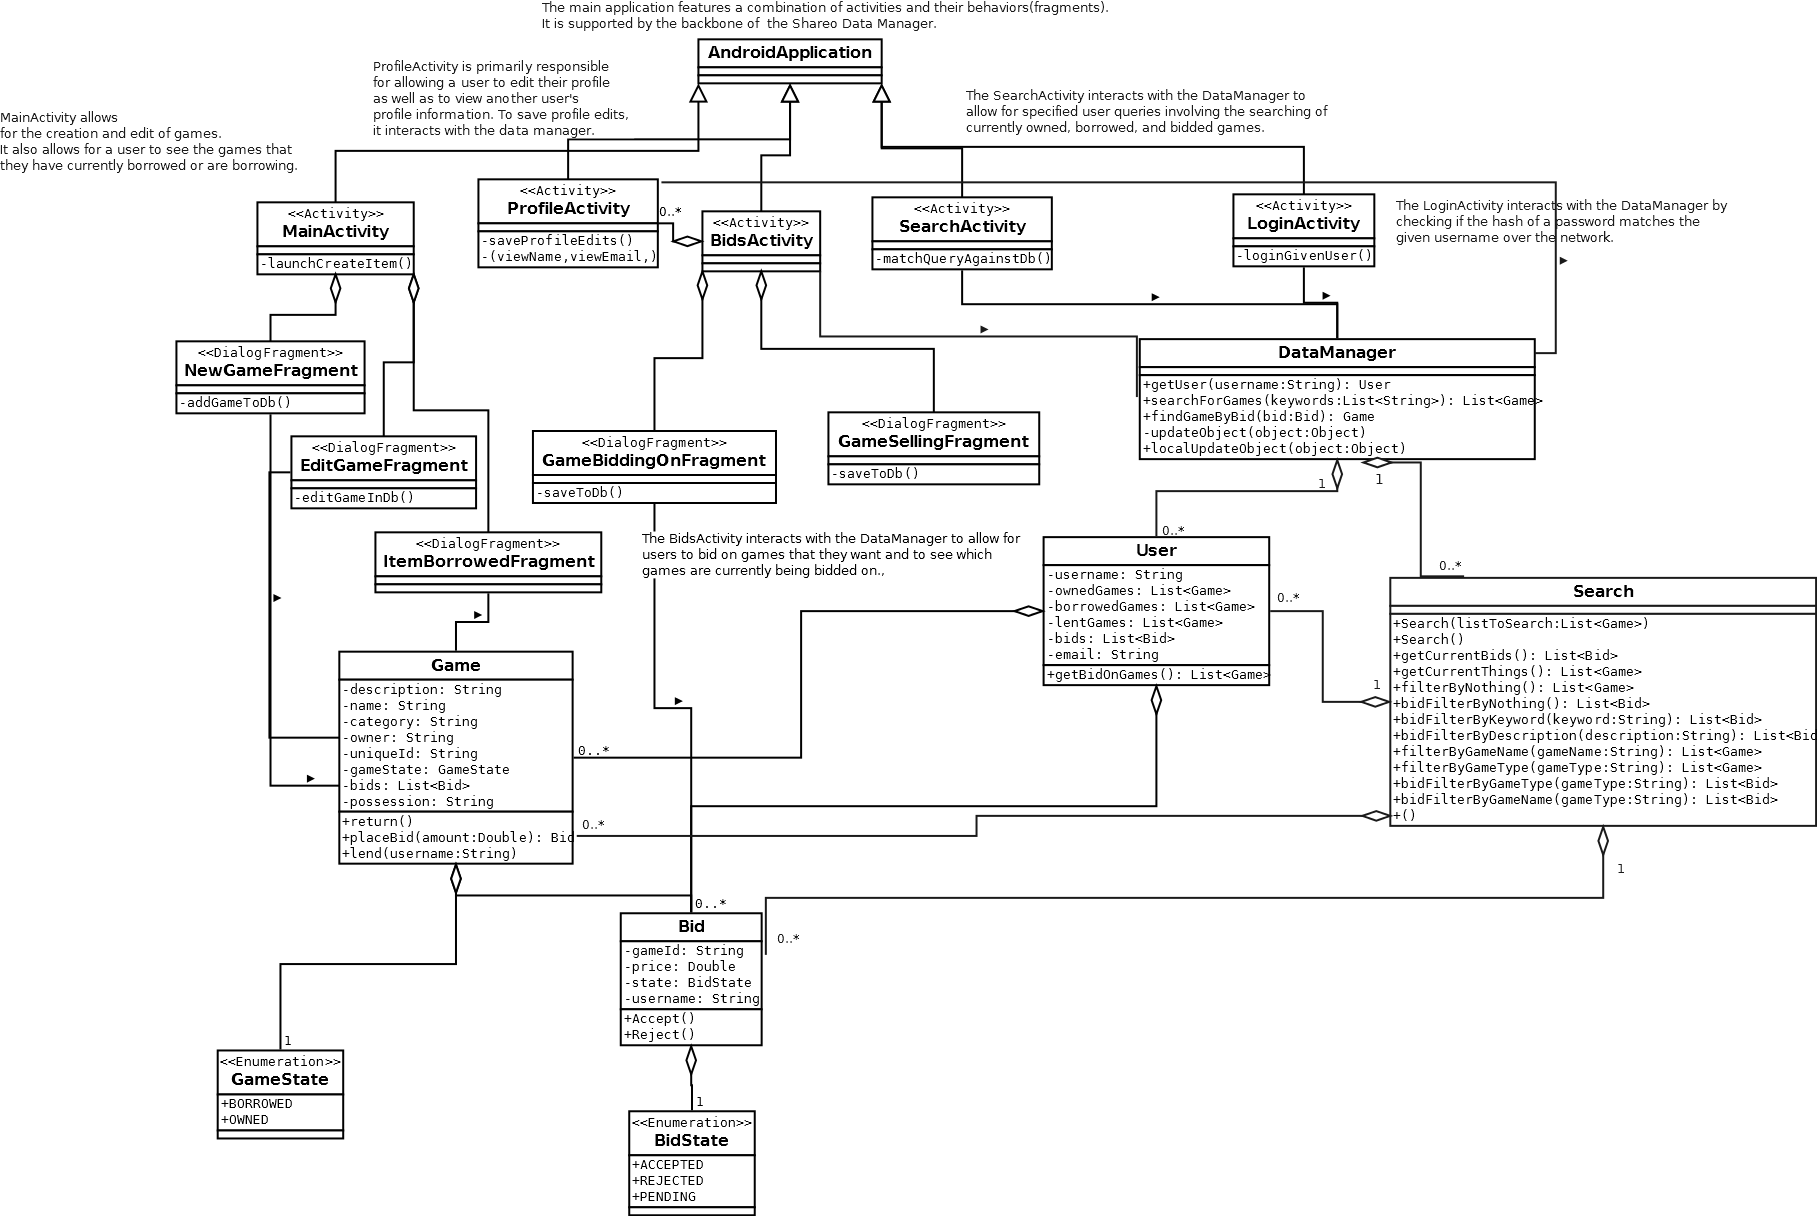 The main application features a combination of activities and their behaviors(fragments).
It is supported by the backbone of  the Shareo Data Manager.
AndroidApplication
ProfileActivity is primarily responsible
for allowing a user to edit their profile
as well as to view another user's
profile information. To save profile edits,
it interacts with the data manager.
The SearchActivity interacts with the DataManager to
allow for specified user queries involving the searching of
currently owned, borrowed, and bidded games.
MainActivity allows
for the creation and edit of games.
It also allows for a user to see the games that
they have currently borrowed or are borrowing.
<<Activity>>
MainActivity
-launchCreateItem()
<<Activity>>
ProfileActivity
-saveProfileEdits()
-(viewName,viewEmail,)
0..*
<<Activity>>
BidsActivity
<<Activity>>
SearchActivity
-matchQueryAgainstDb()
<<Activity>>
LoginActivity
-loginGivenUser()
The LoginActivity interacts with the DataManager by
checking if the hash of a password matches the
given username over the network.
<<DialogFragment>>
NewGameFragment
-addGameToDb()
DataManager
+getUser(username:String): User
+searchForGames(keywords:List<String>): List<Game>
+findGameByBid(bid:Bid): Game
-updateObject(object:Object)
+localUpdateObject(object:Object)
<<DialogFragment>>
EditGameFragment
-editGameInDb()
<<DialogFragment>>
GameBiddingOnFragment
-saveToDb()
<<DialogFragment>>
GameSellingFragment
-saveToDb()
1
1
0..*
0..*
<<DialogFragment>>
ItemBorrowedFragment
The BidsActivity interacts with the DataManager to allow for
users to bid on games that they want and to see which
games are currently being bidded on.,
User
-username: String
-ownedGames: List<Game>
-borrowedGames: List<Game>
-lentGames: List<Game>
-bids: List<Bid>
-email: String
+getBidOnGames(): List<Game>
0..*
1
Search
+Search(listToSearch:List<Game>)
+Search()
+getCurrentBids(): List<Bid>
+getCurrentThings(): List<Game>
+filterByNothing(): List<Game>
+bidFilterByNothing(): List<Bid>
+bidFilterByKeyword(keyword:String): List<Bid>
+bidFilterByDescription(description:String): List<Bid
+filterByGameName(gameName:String): List<Game>
+filterByGameType(gameType:String): List<Game>
+bidFilterByGameType(gameType:String): List<Bid>
+bidFilterByGameName(gameType:String): List<Bid>
+()
Game
-description: String
-name: String
-category: String
-owner: String
-uniqueId: String
-gameState: GameState
-bids: List<Bid>
-possession: String
+return()
+placeBid(amount:Double): Bid
+lend(username:String)
0..*
0..*
1
0..*
0..*
Bid
-gameId: String
-price: Double
-state: BidState
-username: String
+Accept()
+Reject()
1
<<Enumeration>>
GameState
+BORROWED
+OWNED
1
<<Enumeration>>
BidState
+ACCEPTED
+REJECTED
+PENDING